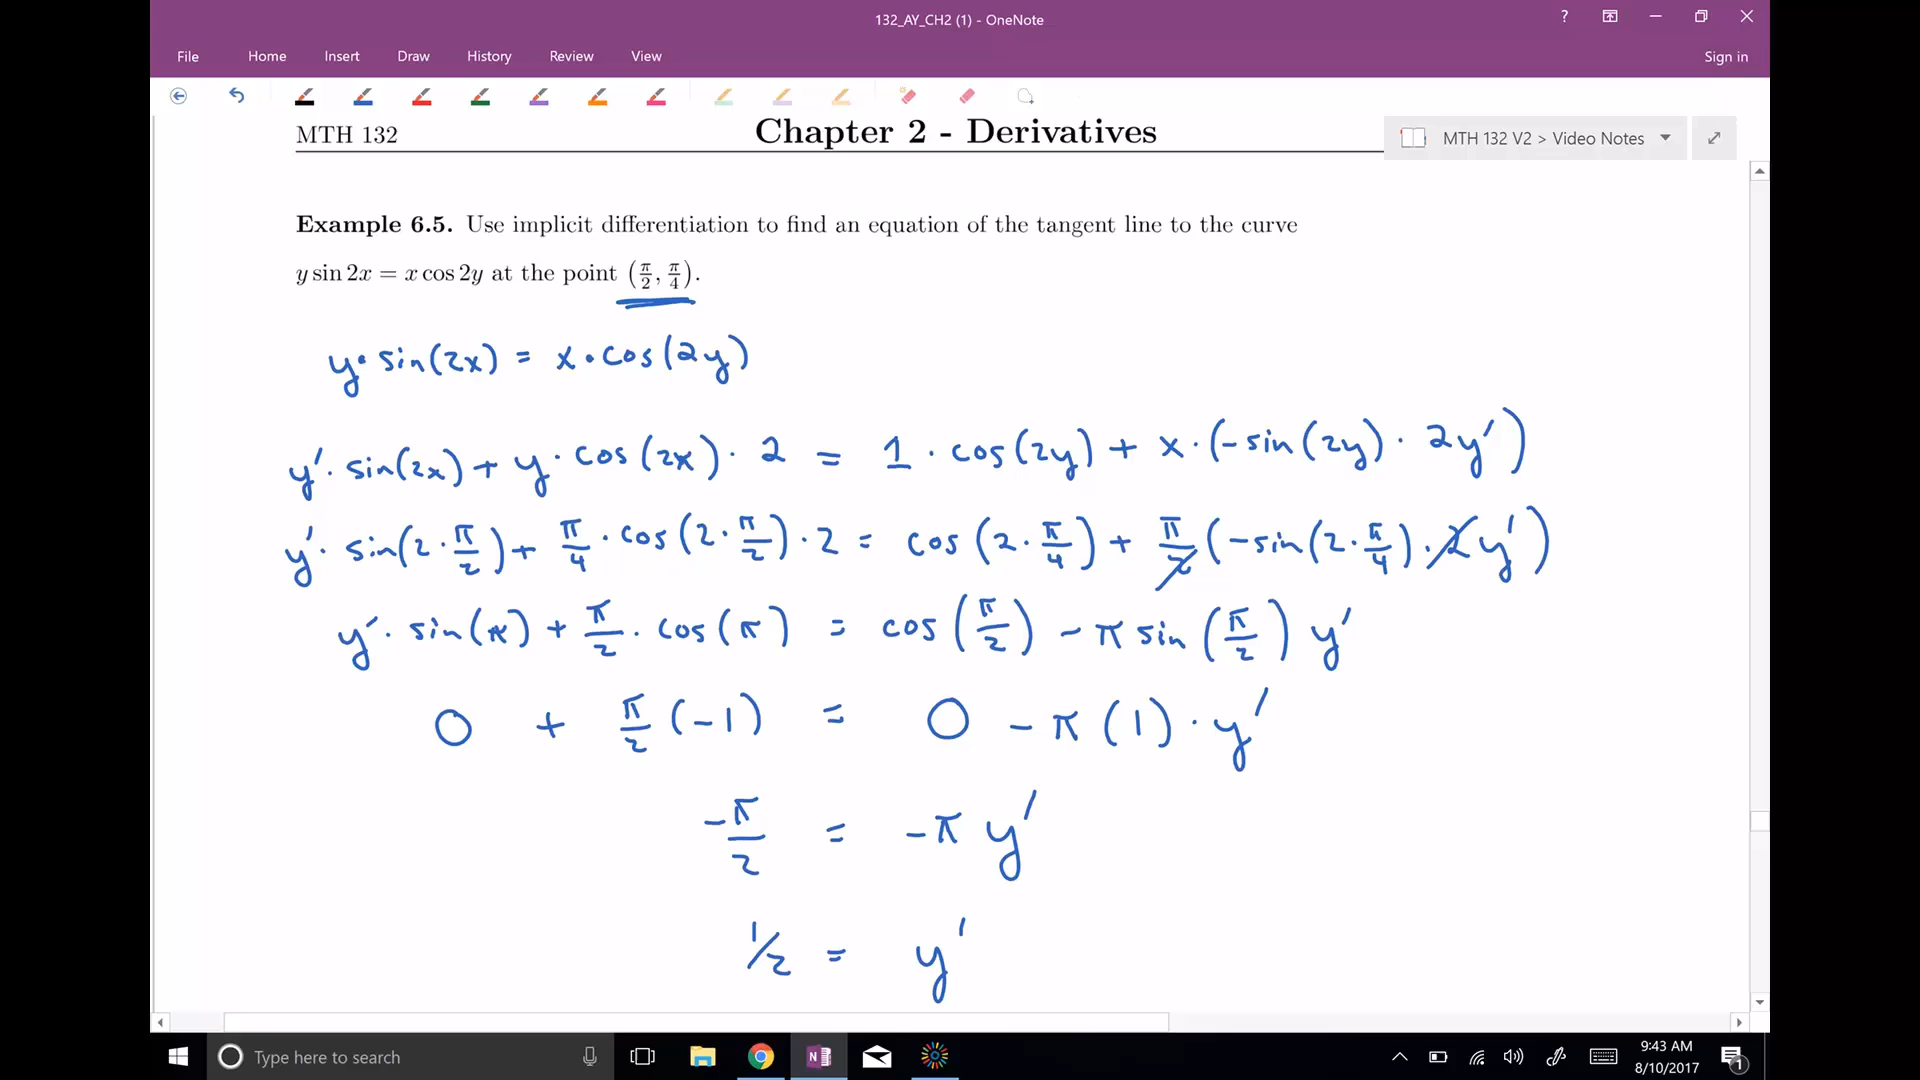 132_AY_CH2 (1) - OneNote
?
File Home Insert Draw History Review View Sign in
MTH 132 Chapter 2 - Derivatives
MTH 132 V2 > Video Notes
Example 6.5. Use implicit differentiation to find an equation of the tangent line to the curve
y sin 2x = x cos 2y at the point (π/2, π/4).
y · sin(2x) = x · cos(2y)
y' · sin(2x) + y · cos(2x) · 2 = 1 · cos(2y) + x · (-sin(2y) · 2y')
y' · sin(2 · π/2) + π/4 · cos(2 · π/2) · 2 = cos(2 · π/4) + π/2 (-sin(2 · π/4) · 2y')
y' · sin(π) + π/2 · cos(π) = cos(π/2) - π sin(π/2) y'
0 + π/2 (-1) = 0 - π (1) · y'
-π/2 = -π y'
1/2 = y'
Type here to search
N
9:43 AM
8/10/2017
1